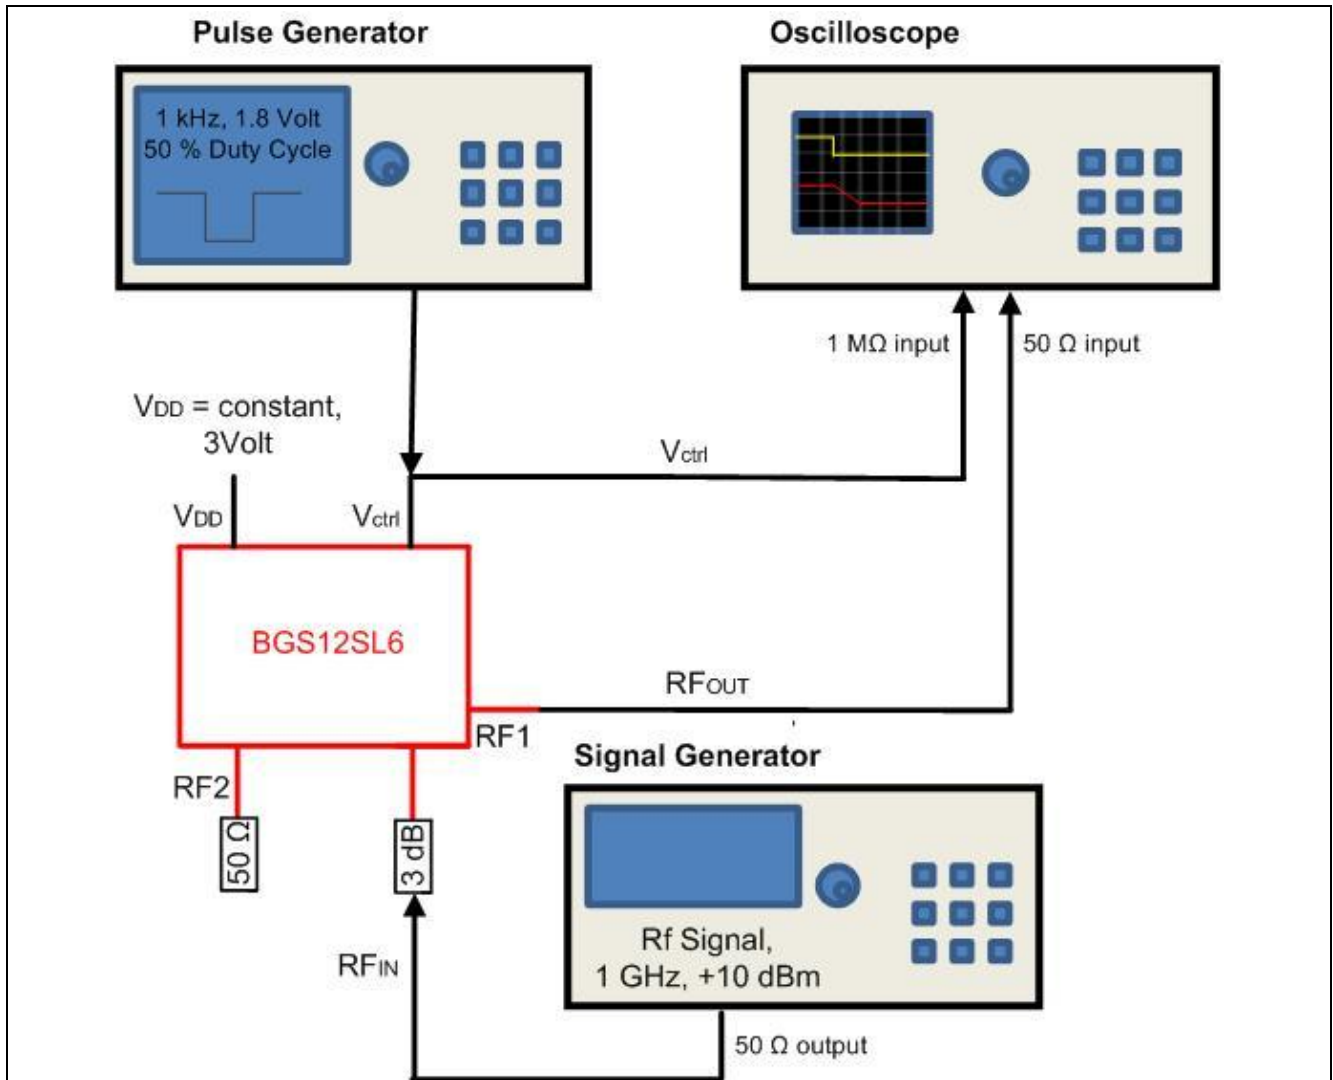 Pulse Generator
Oscilloscope
1 kHz, 1.8 Volt
50 % Duty Cycle
1 MΩ input
50 Ω input
VDD = constant,
3Volt
Vctrl
VDD
Vctrl
BGS12SL6
RFOUT
RF1
RF2
50 Ω
3 dB
Signal Generator
Rf Signal,
1 GHz, +10 dBm
RFIN
50 Ω output